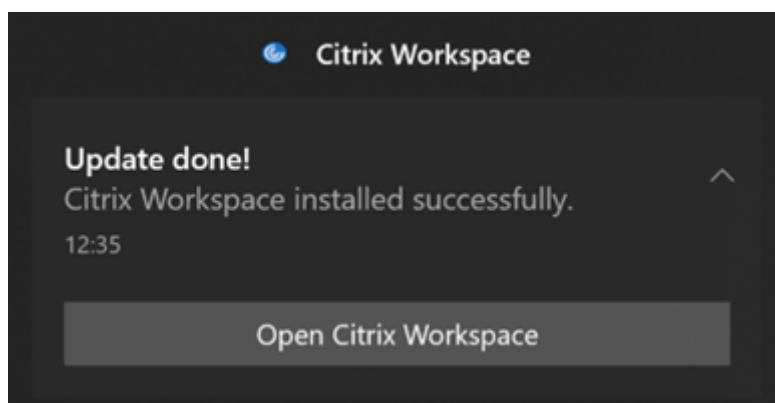 Citrix Workspace
Update done!
Citrix Workspace installed successfully.
12:35
Open Citrix Workspace